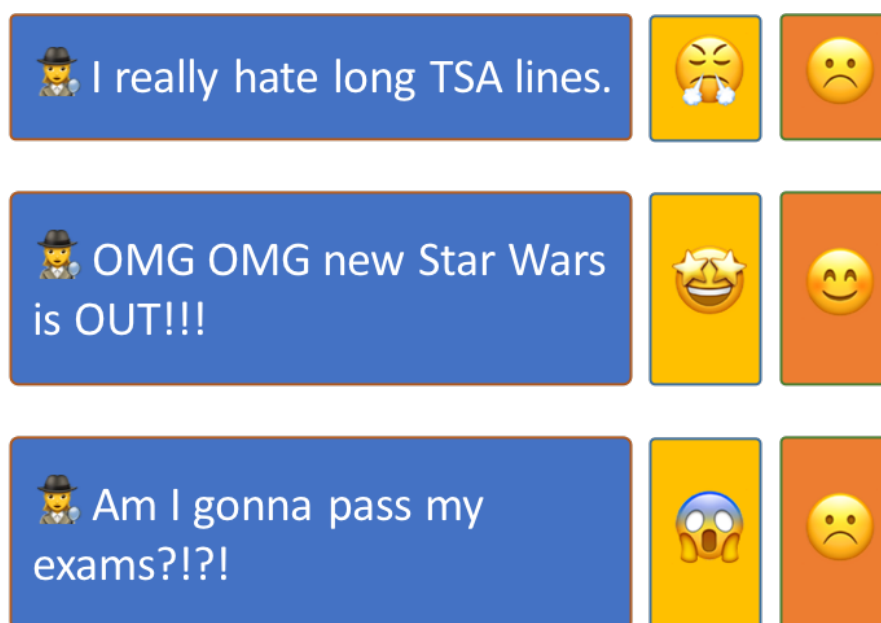 I really hate long TSA lines.
OMG OMG new Star Wars
is OUT!!!
Am I gonna pass my
exams?!?!